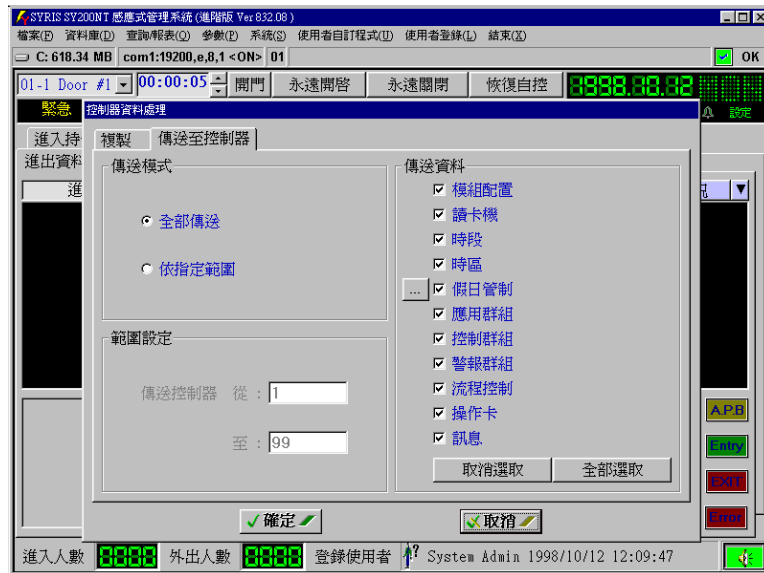 SYRIS SY200NT 感應式管理系統 (進階版 Ver 8.32.08 )
檔案(F) 資料庫(D) 查詢/報表(Q) 參數(P) 系統(S) 使用者自訂程式(U) 使用者登錄(L) 結束(X)
C: 618.34 MB com1:19200,e,8,1 <ON> 01 OK
01-1 Door #1 00:00:05 開門 永遠開啓 永遠關閉 恢復自控 1998.10.12
緊急 控制器資料處理 設定
進入持 複製 傳送至控制器
進出資料 傳送模式 傳送資料
進 模組配置 況
讀卡機
全部傳送
時段
依指定範圍 時區
... 假日管制
應用群組
範圍設定 控制群組
警報群組
傳送控制器 從 : 1 流程控制
操作卡 A.P.B
至 : 99 訊息 Entry
取消選取 全部選取
EXIT
確定 取消 Error
進入人數 外出人數 登錄使用者 System Admin 1998/10/12 12:09:47